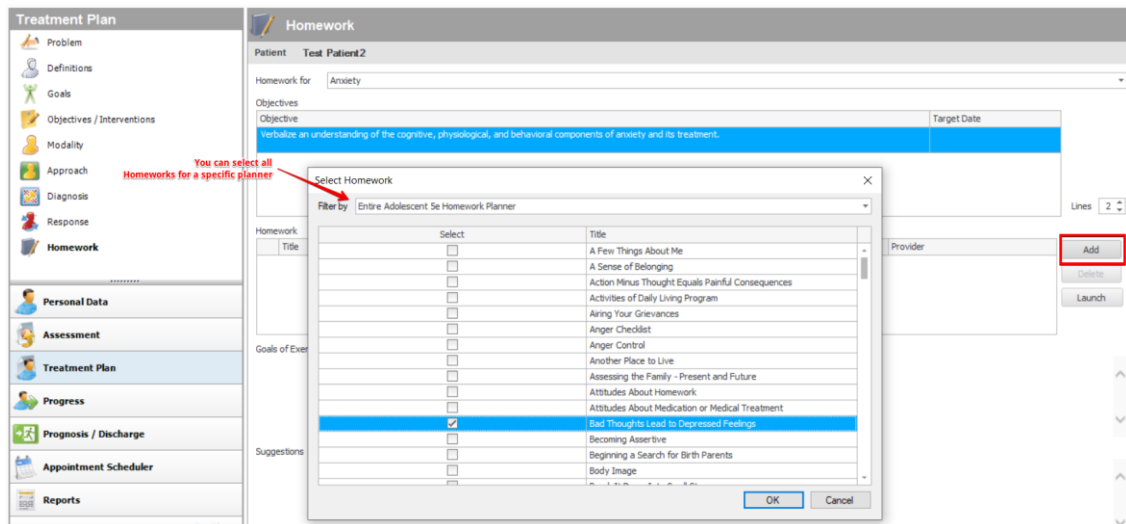 Treatment Plan
Problem
Definitions
Goals
Objectives / Interventions
Modality
Approach
Diagnosis
Response
Homework
Personal Data
Assessment
Treatment Plan
Progress
Prognosis / Discharge
Appointment Scheduler
Reports
Homework
Patient Test Patient2
Homework for Anxiety
Objectives
Objective Target Date
Verbalize an understanding of the cognitive, physiological, and behavioral components of anxiety and its treatment.
You can select all
Homeworks for a specific planner
Lines 2
Homework
Title Provider
Add
Delete
Launch
Goals of Exer
Suggestions
Select Homework
Filter by Entire Adolescent 5e Homework Planner
Select Title
A Few Things About Me
A Sense of Belonging
Action Minus Thought Equals Painful Consequences
Activities of Daily Living Program
Airing Your Grievances
Anger Checklist
Anger Control
Another Place to Live
Assessing the Family - Present and Future
Attitudes About Homework
Attitudes About Medication or Medical Treatment
Bad Thoughts Lead to Depressed Feelings
Becoming Assertive
Beginning a Search for Birth Parents
Body Image
OK Cancel